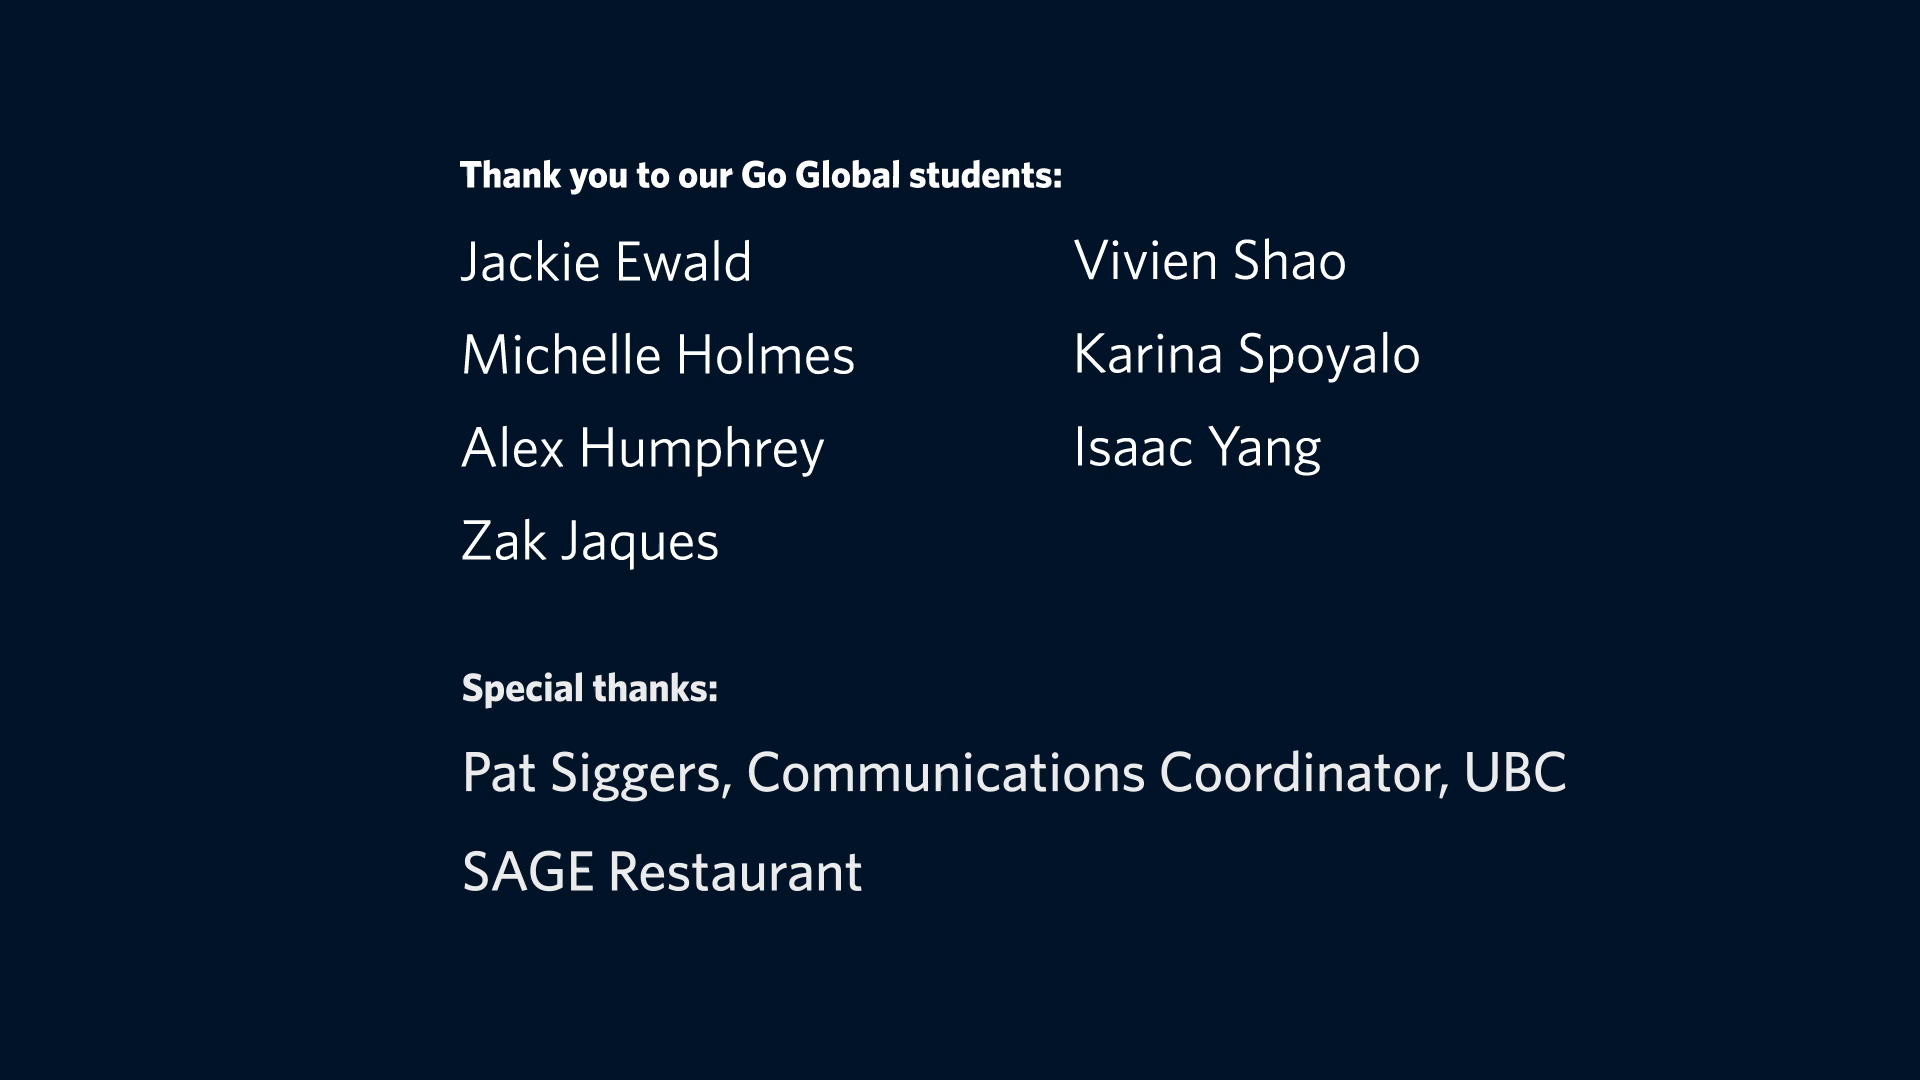 Thank you to our Go Global students:
Jackie Ewald
Michelle Holmes
Alex Humphrey
Zak Jaques
Vivien Shao
Karina Spoyalo
Isaac Yang
Special thanks:
Pat Siggers, Communications Coordinator, UBC
SAGE Restaurant